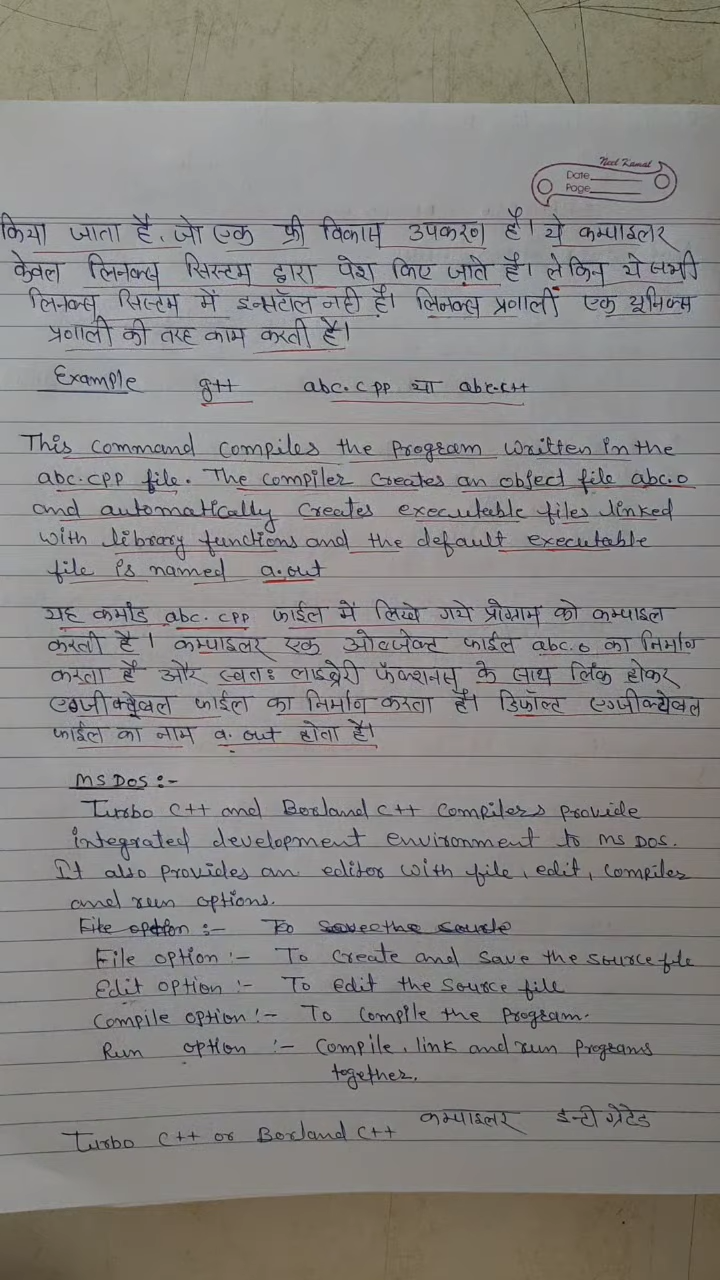 Neel Kamal
Date
Page
किया जाता है, जो एक फ्री विकास उपकरण है। ये कम्पाइलर
केवल लिनक्स सिस्टम द्वारा पेश किए जाते हैं। लेकिन ये सभी
लिनक्स सिस्टम में इन्सटॉल नही है। लिनक्स प्रणाली एक यूनिक्स
प्रणाली की तरह काम करती है।
Example g++ abc.cpp या abc.c++
This command compiles the program written in the
abc.cpp file. The compiler creates an object file abc.o
and automatically creates executable files linked
with library functions and the default executable
file is named a.out
यह कमांड abc.cpp फाईल में लिखे गये प्रोग्राम को कम्पाइल
करती है। कम्पाइलर एक ओब्जेक्ट फाईल abc.o का निर्माण
करता है और स्वतः लाइब्रेरी फंक्शनस् के साथ लिंक होकर
एग्जीक्यूेवल फाईल का निर्माण करता है। डिफॉल्ट एग्जीक्येवल
फाईल का नाम a.out होता है।
MS DOS :-
Turbo C++ and Borland C++ Compilers provide
integrated development environment to MS DOS.
It also provides an editor with file, edit, compiler
and run options.
File option :- To save the source
File option :- To create and save the source file
Edit option :- To edit the source file
Compile option :- To compile the program.
Run option :- Compile, link and run programs
together.
Turbo C++ or Borland C++ कम्पाइलर इन्टीग्रेटेड